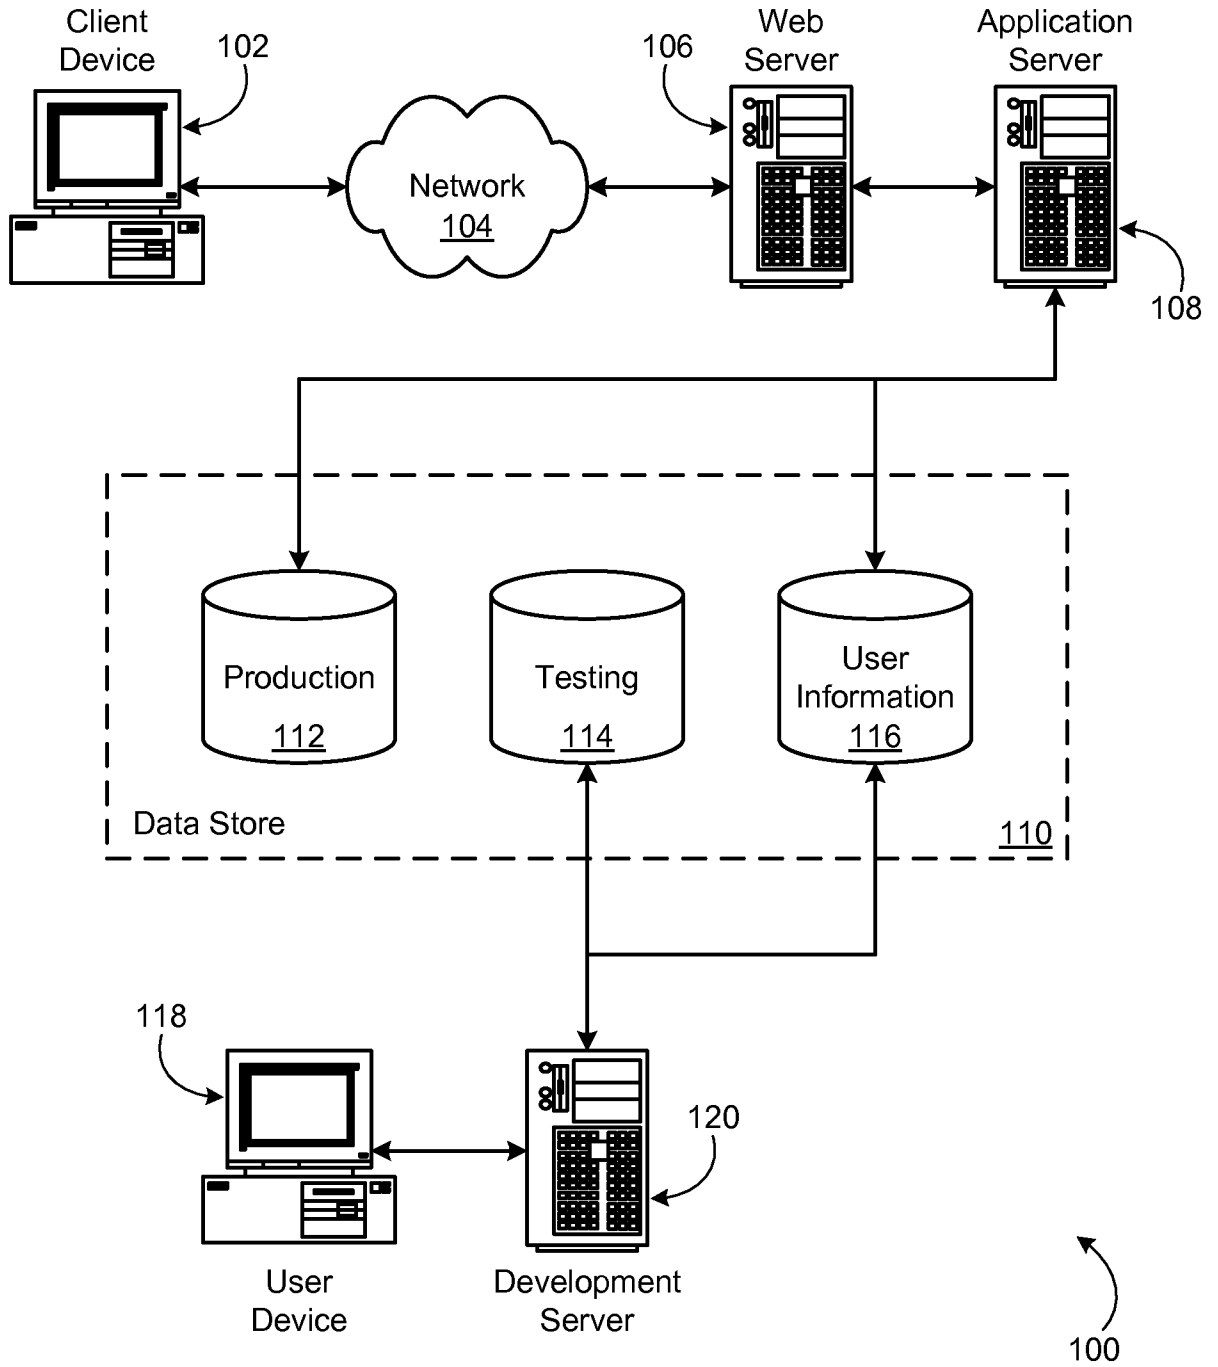 Client
Device
102
Network
104
106
Web
Server
Application
Server
108
Production
112
Testing
114
User
Information
116
Data Store
110
118
User
Device
120
Development
Server
100